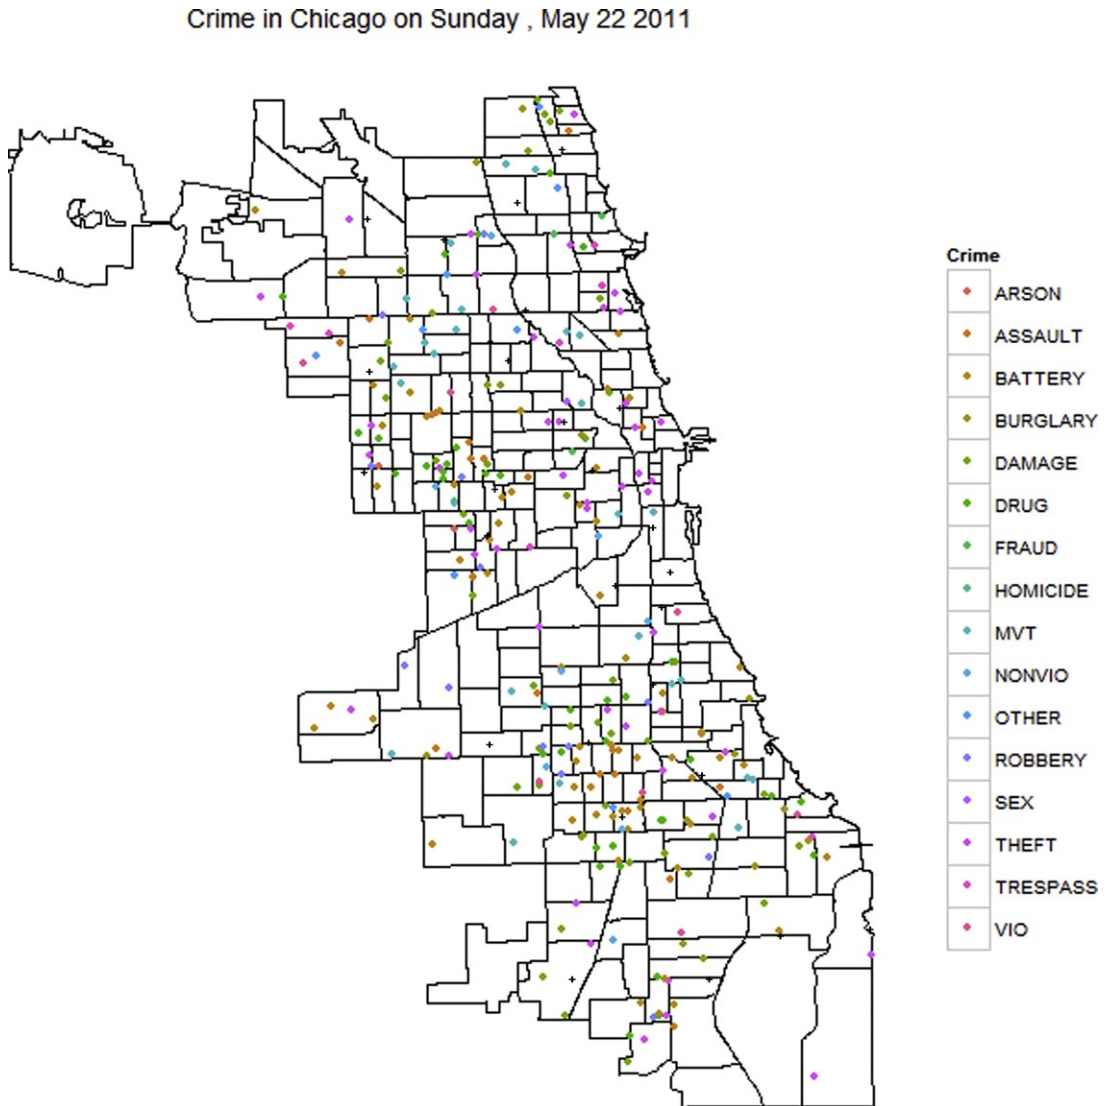 Crime in Chicago on Sunday , May 22 2011
Crime
ARSON
ASSAULT
BATTERY
BURGLARY
DAMAGE
DRUG
FRAUD
HOMICIDE
MVT
NONVIO
OTHER
ROBBERY
SEX
THEFT
TRESPASS
VIO